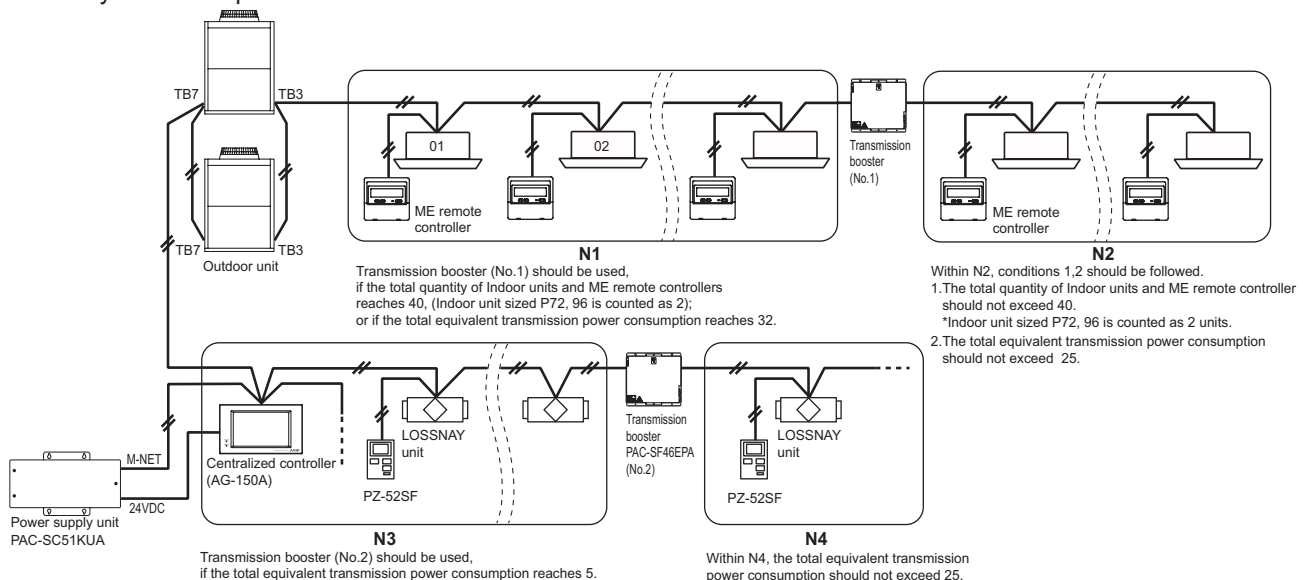 TB7
TB3
TB7
TB3
Outdoor unit
01
02
ME remote
controller
Transmission
booster
(No.1)
ME remote
controller
N1
Transmission booster (No.1) should be used,
if the total quantity of Indoor units and ME remote controllers
reaches 40, (Indoor unit sized P72, 96 is counted as 2);
or if the total equivalent transmission power consumption reaches 32.
N2
Within N2, conditions 1,2 should be followed.
1.The total quantity of Indoor units and ME remote controller
should not exceed 40.
*Indoor unit sized P72, 96 is counted as 2 units.
2.The total equivalent transmission power consumption
should not exceed 25.
M-NET
24VDC
Power supply unit
PAC-SC51KUA
Centralized controller
(AG-150A)
LOSSNAY
unit
PZ-52SF
Transmission
booster
PAC-SF46EPA
(No.2)
LOSSNAY
unit
PZ-52SF
N3
Transmission booster (No.2) should be used,
if the total equivalent transmission power consumption reaches 5.
N4
Within N4, the total equivalent transmission
power consumption should not exceed 25.